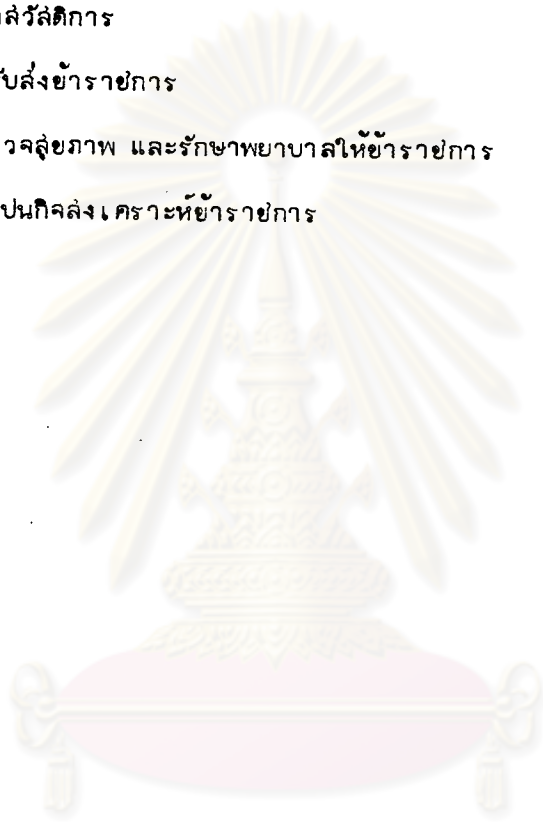 สวัสดิการ
รับส่งข้าราชการ
วจสุขภาพ และรักษาพยาบาลให้ข้าราชการ
ปนกิจสงเคราะห์ข้าราชการ